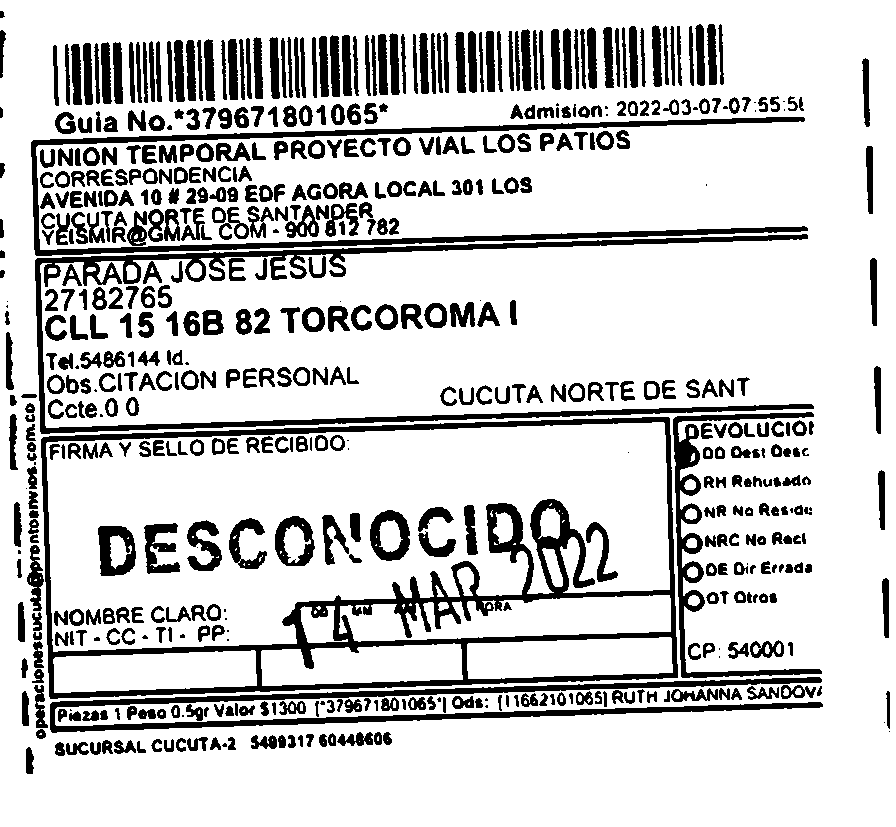 Guia No.*379671801065*
Admision: 2022-03-07-07:55:5
UNION TEMPORAL PROYECTO VIAL LOS PATIOS
CORRESPONDENCIA
AVENIDA 10 # 29-09 EDF AGORA LOCAL 301 LOS
CUCUTA NORTE DE SANTANDER
YEISMIR@GMAIL COM - 900 812 782
PARADA JOSE JESUS
27182765
CLL 15 16B 82 TORCOROMA I
Tel.5486144 Id.
Obs.CITACION PERSONAL
Ccte.0 0
CUCUTA NORTE DE SANT
operacionescucuta@prontoenvios.com.co
FIRMA Y SELLO DE RECIBIDO:
DESCONOCIDO
14 MAR 2022
DD MM HORA
NOMBRE CLARO:
NIT - CC - TI - PP:
DEVOLUCION
DD Dest Desc
RH Rehusado
NR No Reside
NRC No Recl
DE Dir Errada
OT Otros
CP: 540001
Piezas 1 Peso 0.5gr Valor $1300 [*379671801065*] Ods: [11662101065] RUTH JOHANNA SANDOVA
SUCURSAL CUCUTA-2 5499317 60448606